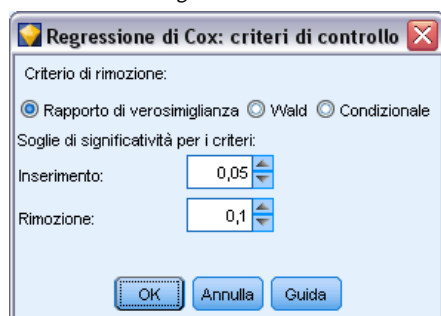 Regressione di Cox: criteri di controllo
Criterio di rimozione:
Rapporto di verosimiglianza Wald Condizionale
Soglie di significatività per i criteri:
Inserimento: 0,05
Rimozione: 0,1
OK Annulla Guida